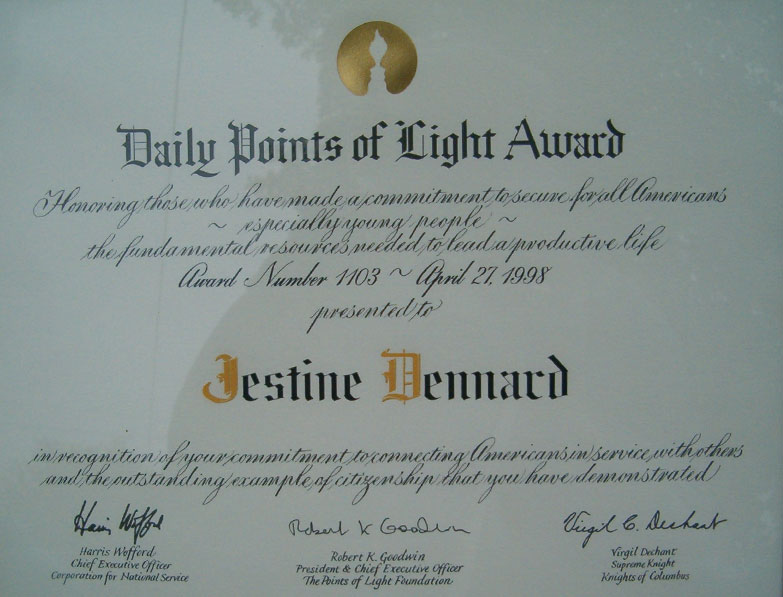 Daily Points of Light Award
Honoring those who have made a commitment to secure for all Americans
~ especially young people ~
the fundamental resources needed to lead a productive life
Award Number 1103 ~ April 27, 1998
presented to
Jestine Dennard
in recognition of your commitment to connecting Americans in service with others
and the outstanding example of citizenship that you have demonstrated
Harris Wofford Robert K Goodwin Virgil C. Dechant
Harris Wofford Robert K. Goodwin Virgil Dechant
Chief Executive Officer President & Chief Executive Officer Supreme Knight
Corporation for National Service The Points of Light Foundation Knights of Columbus